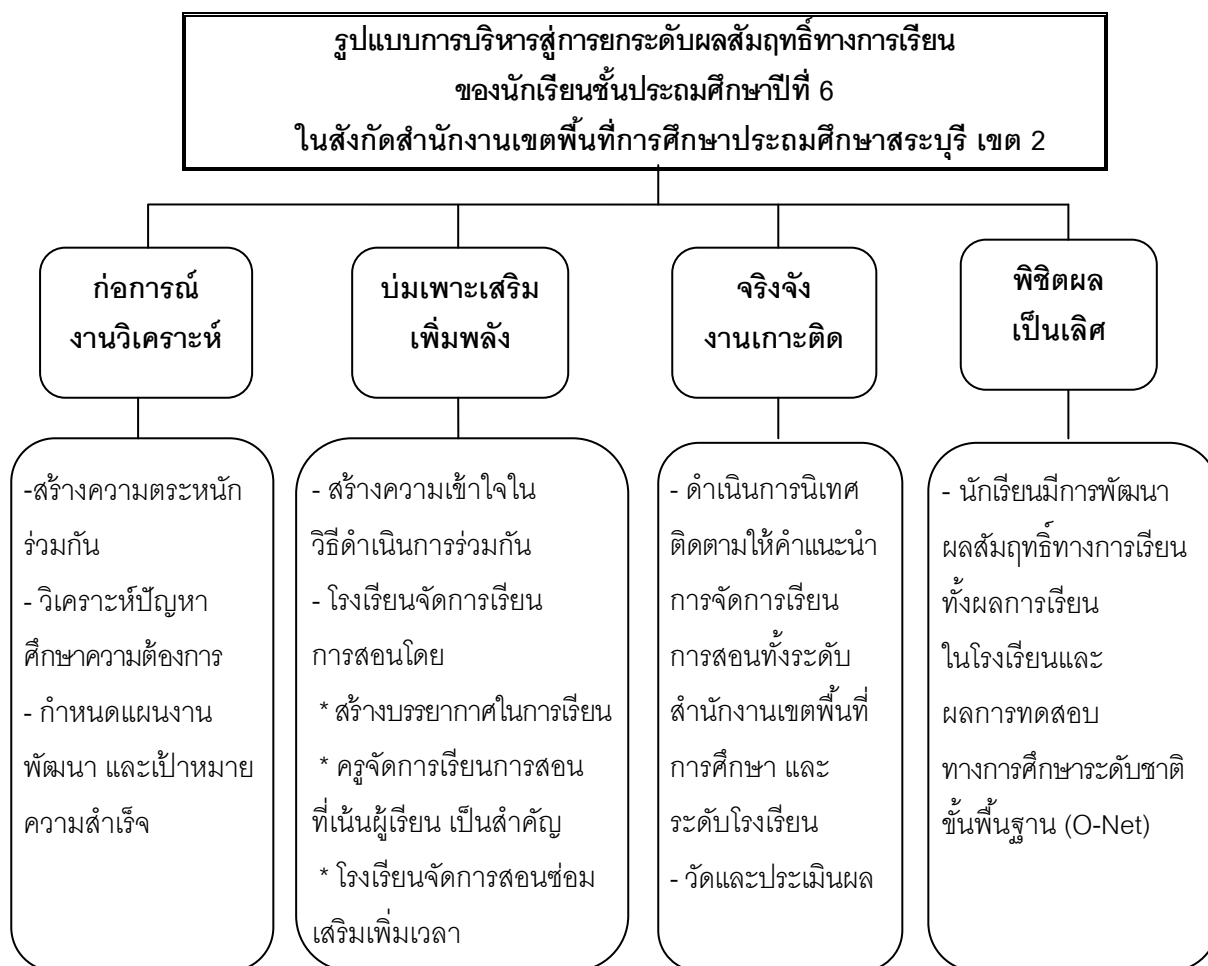 รูปแบบการบริหารสู่การยกระดับผลสัมฤทธิ์ทางการเรียน
ของนักเรียนชั้นประถมศึกษาปีที่ 6
ในสังกัดสำนักงานเขตพื้นที่การศึกษาประถมศึกษาสระบุรี เขต 2
ก่อการณ์
งานวิเคราะห์
บ่มเพาะเสริม
เพิ่มพลัง
จริงจัง
งานเกาะติด
พิชิตผล
เป็นเลิศ
-สร้างความตระหนัก
ร่วมกัน
- วิเคราะห์ปัญหา
ศึกษาความต้องการ
- กำหนดแผนงาน
พัฒนา และเป้าหมาย
ความสำเร็จ
- สร้างความเข้าใจใน
วิธีดำเนินการร่วมกัน
- โรงเรียนจัดการเรียน
การสอนโดย
* สร้างบรรยากาศในการเรียน
* ครูจัดการเรียนการสอน
ที่เน้นผู้เรียน เป็นสำคัญ
* โรงเรียนจัดการสอนซ่อม
เสริมเพิ่มเวลา
- ดำเนินการนิเทศ
ติดตามให้คำแนะนำ
การจัดการเรียน
การสอนทั้งระดับ
สำนักงานเขตพื้นที่
การศึกษา และ
ระดับโรงเรียน
- วัดและประเมินผล
- นักเรียนมีการพัฒนา
ผลสัมฤทธิ์ทางการเรียน
ทั้งผลการเรียน
ในโรงเรียนและ
ผลการทดสอบ
ทางการศึกษาระดับชาติ
ขั้นพื้นฐาน (O-Net)